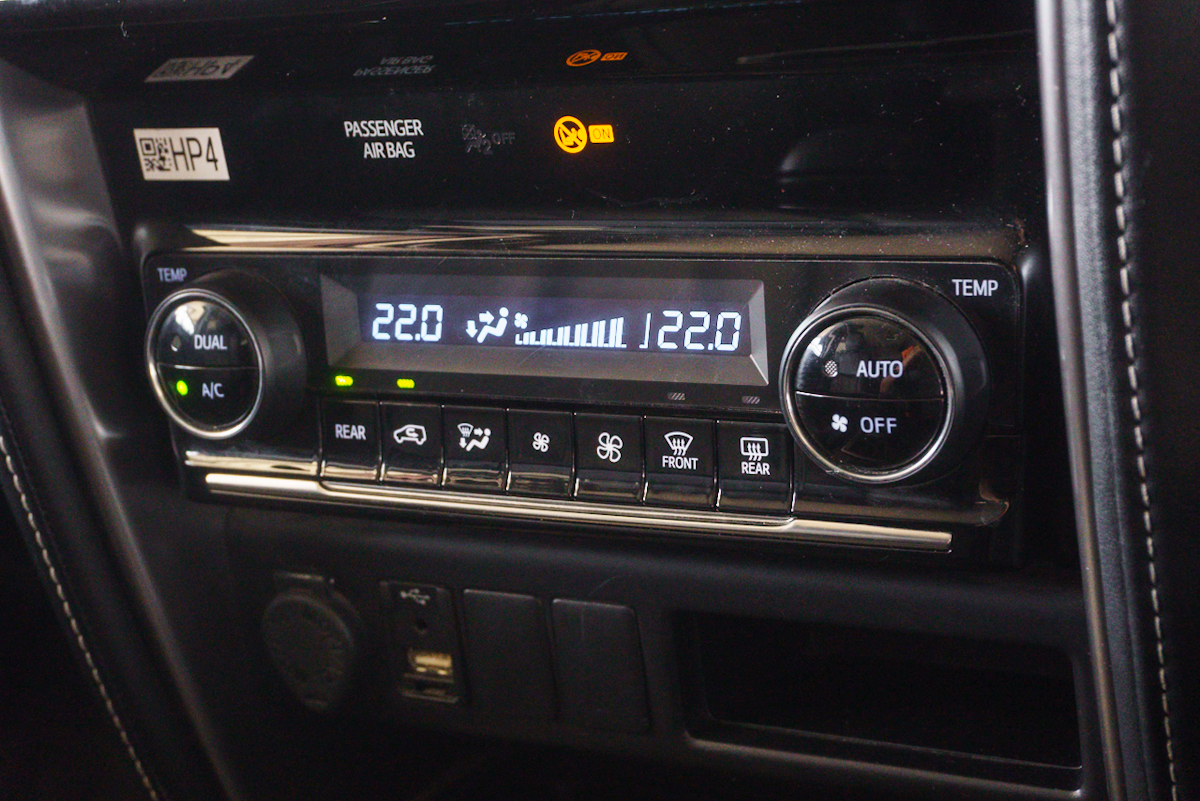 HP4
PASSENGER
AIR BAG
OFF
ON
TEMP
TEMP
22.0
22.0
DUAL
A/C
AUTO
OFF
REAR
FRONT
REAR